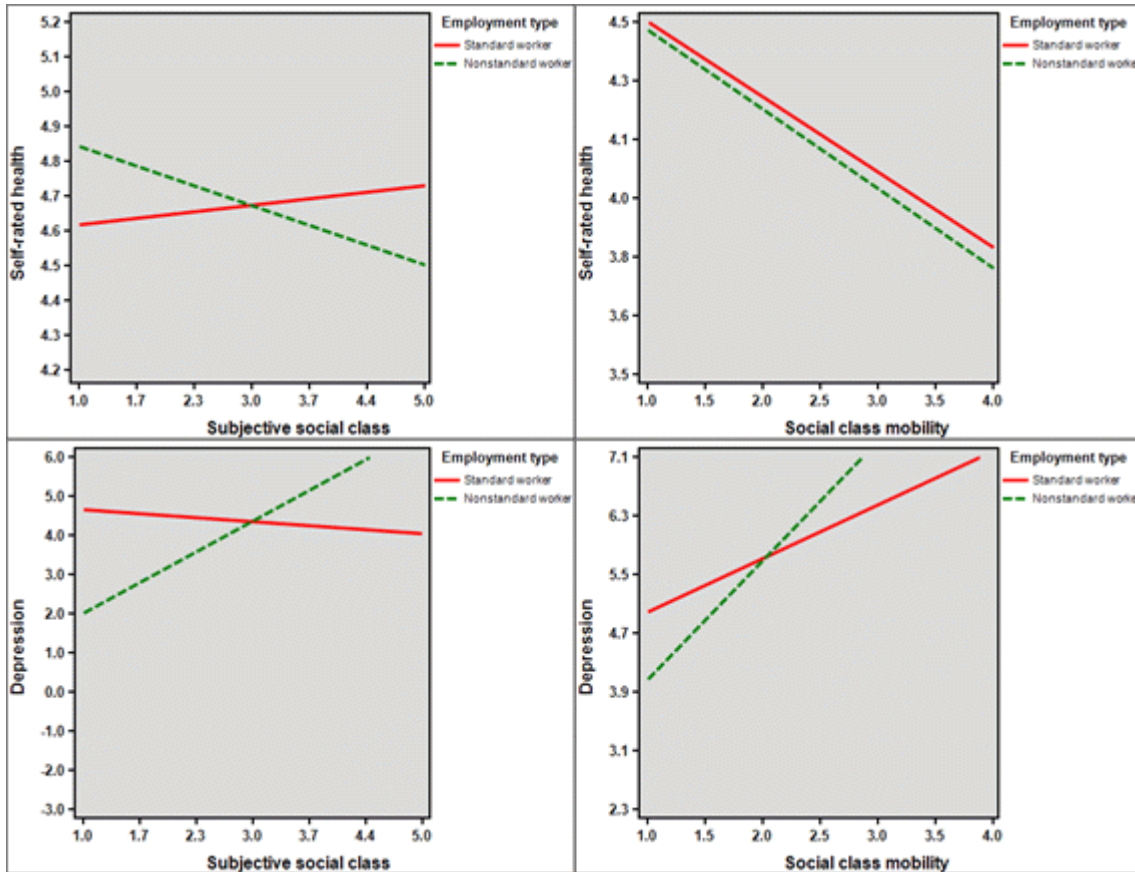 Employment type
Standard worker
Nonstandard worker
Self-rated health
5.2
5.1
5.0
4.9
4.8
4.7
4.6
4.5
4.4
4.3
4.2
1.0 1.7 2.3 3.0 3.7 4.4 5.0
Subjective social class
Employment type
Standard worker
Nonstandard worker
Self-rated health
4.5
4.3
4.1
4.0
3.8
3.6
3.5
1.0 1.5 2.0 2.5 3.0 3.5 4.0
Social class mobility
Employment type
Standard worker
Nonstandard worker
Depression
6.0
5.0
4.0
3.0
2.0
1.0
0.0
-1.0
-2.0
-3.0
1.0 1.7 2.3 3.0 3.7 4.4 5.0
Subjective social class
Employment type
Standard worker
Nonstandard worker
Depression
7.1
6.3
5.5
4.7
3.9
3.1
2.3
1.0 1.5 2.0 2.5 3.0 3.5 4.0
Social class mobility